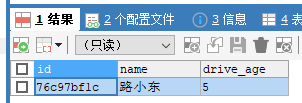 1 结果 2 个配置文件 3 信息 4 表
（只读）
id name drive_age
76c97bf1c 路小东 5